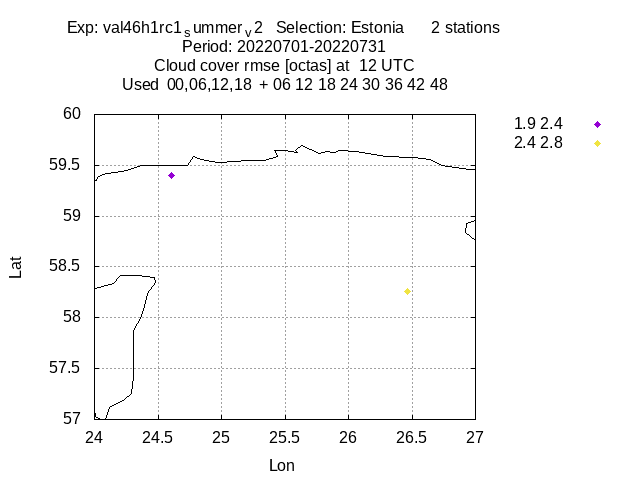 Exp: val46h1rc1summerv2 Selection: Estonia 2 stations
Period: 20220701-20220731
Cloud cover rmse [octas] at 12 UTC
Used 00,06,12,18 + 06 12 18 24 30 36 42 48
60
59.5
59
58.5
58
57.5
57
Lat
24 24.5 25 25.5 26 26.5 27
Lon
1.9 2.4
2.4 2.8